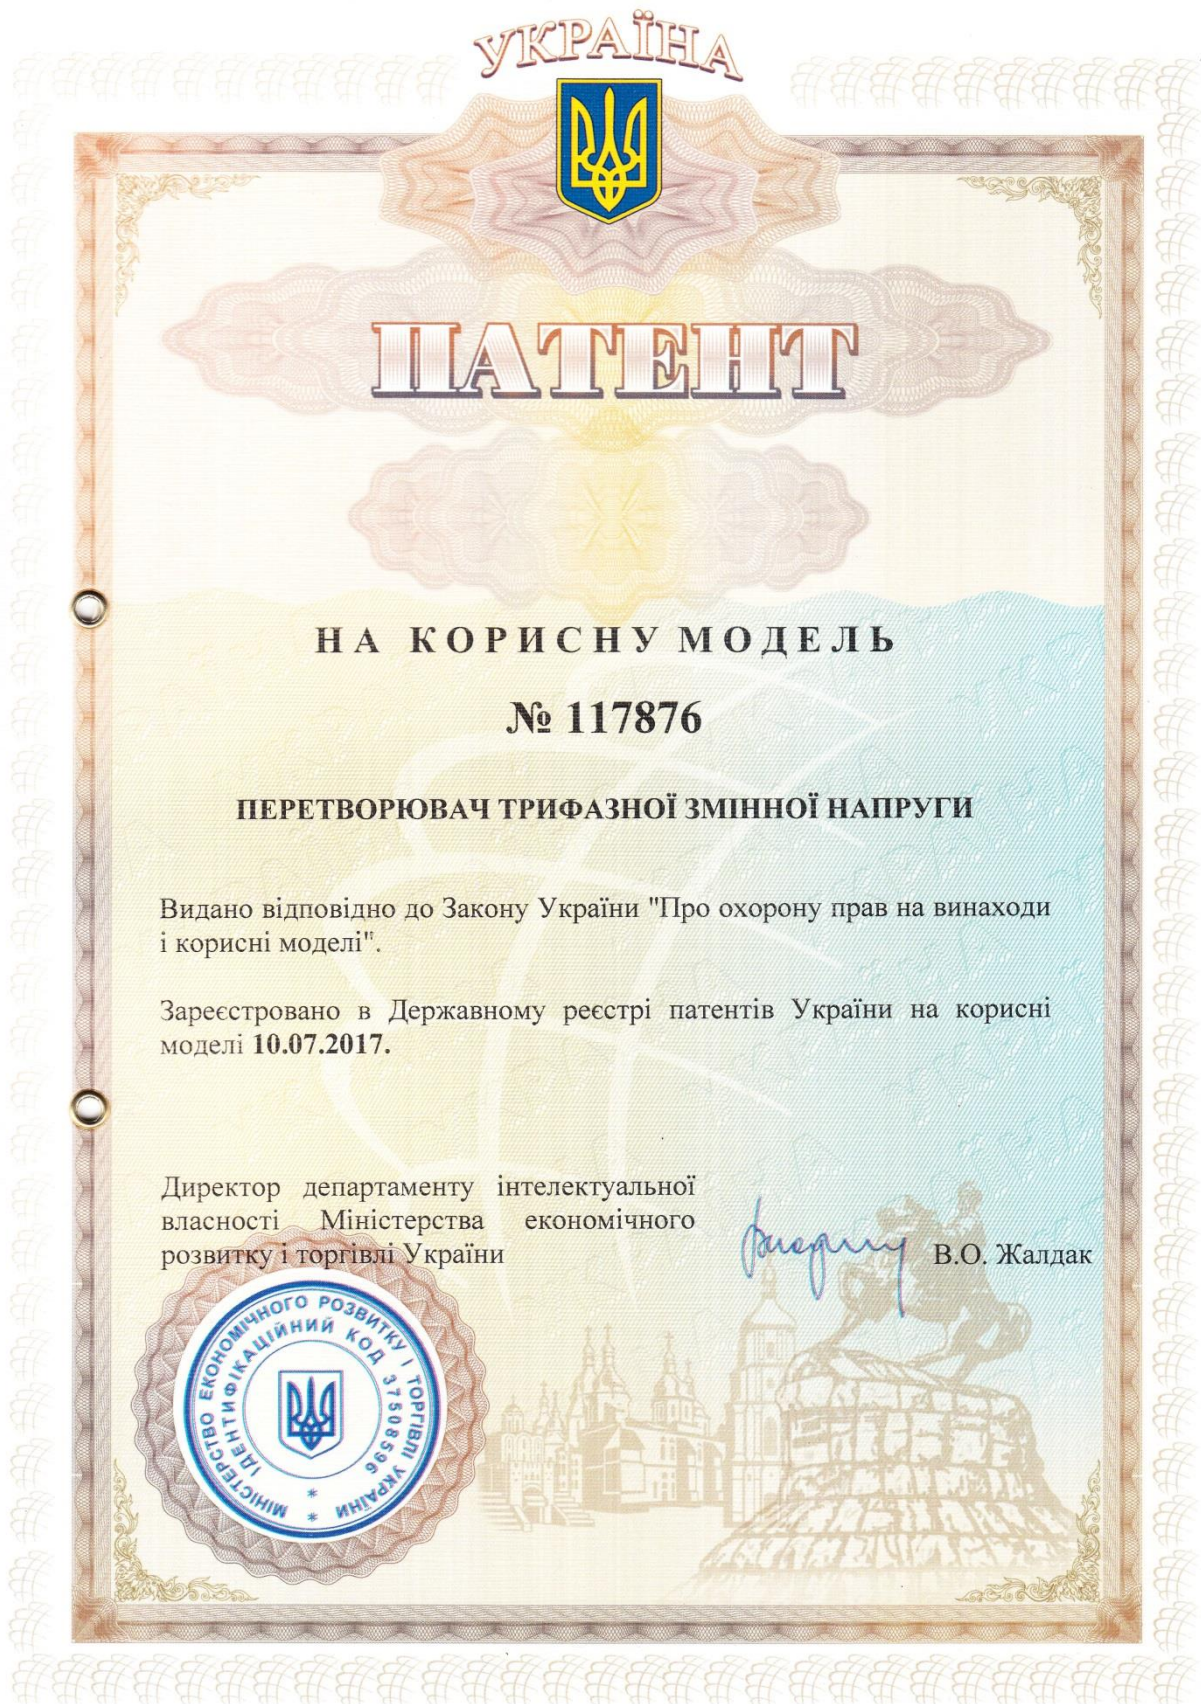 УКРАЇНА
ПАТЕНТ
НА КОРИСНУ МОДЕЛЬ
№ 117876
ПЕРЕТВОРЮВАЧ ТРИФАЗНОЇ ЗМІННОЇ НАПРУГИ
Видано відповідно до Закону України "Про охорону прав на винаходи
і корисні моделі".
Зареєстровано в Державному реєстрі патентів України на корисні
моделі 10.07.2017.
Директор департаменту інтелектуальної
власності Міністерства економічного
розвитку і торгівлі України
В.О. Жалдак
МІНІСТЕРСТВО ЕКОНОМІЧНОГО РОЗВИТКУ І ТОРГІВЛІ УКРАЇНИ *
ІДЕНТИФІКАЦІЙНИЙ КОД 37508596 *